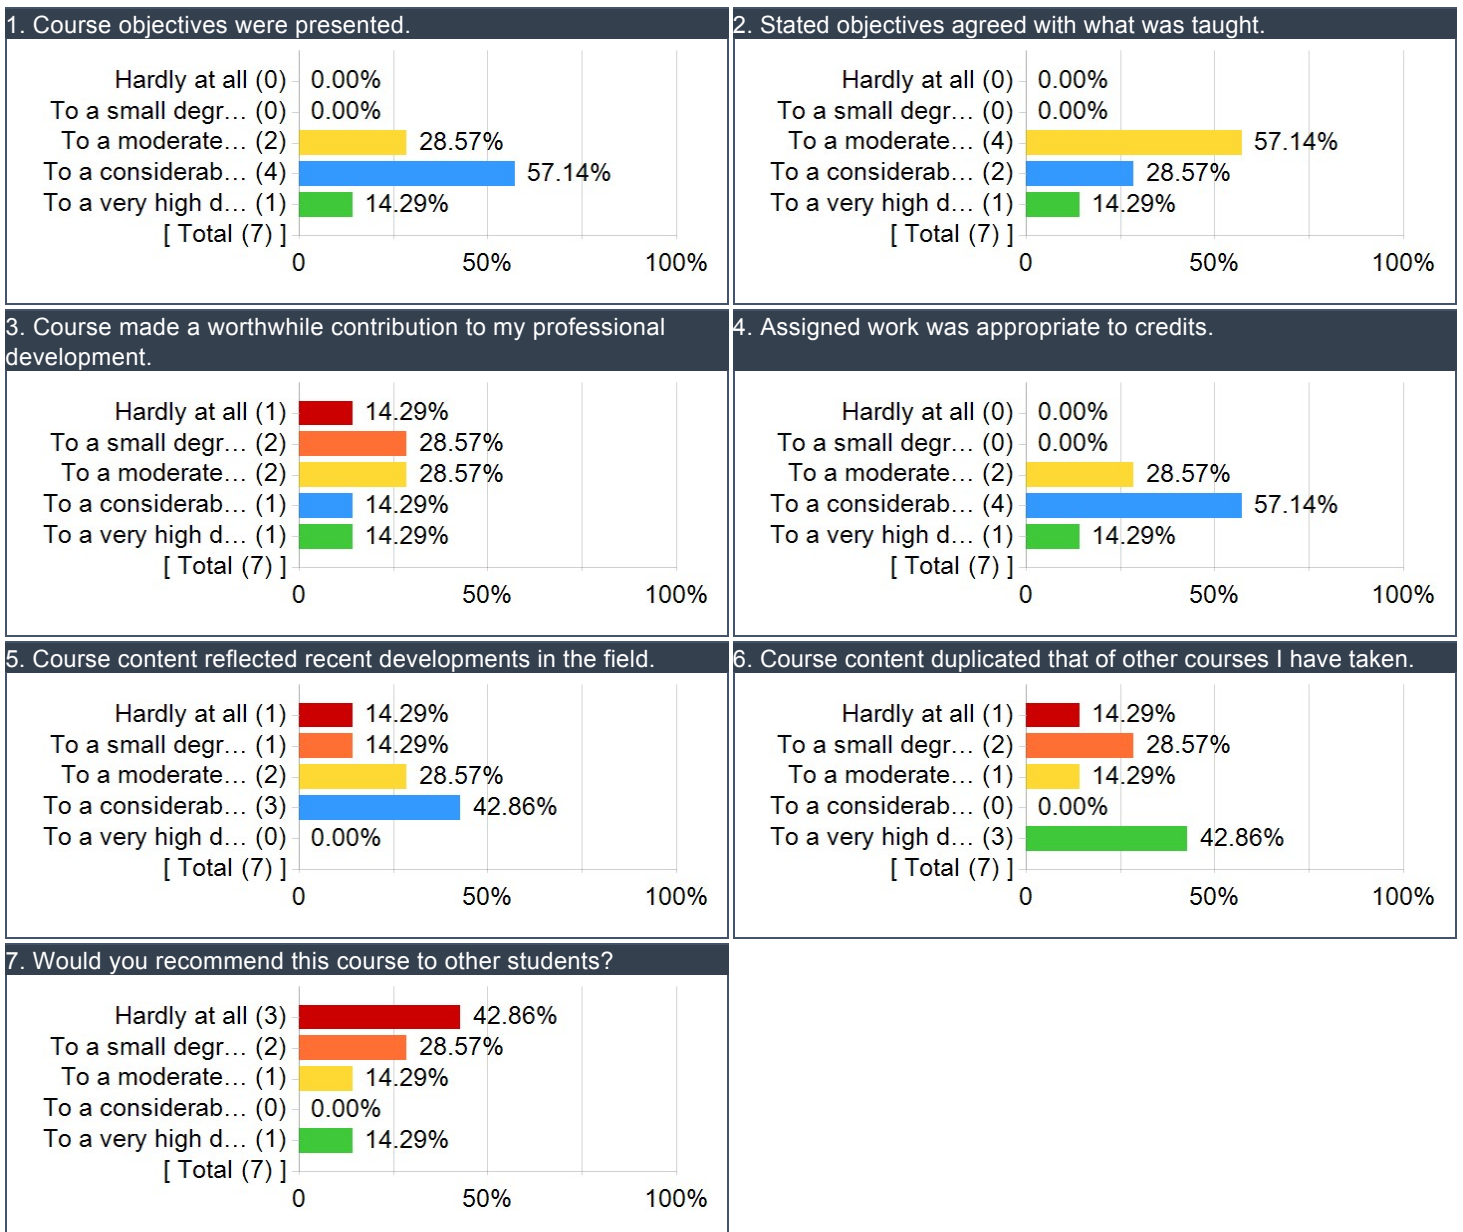 1. Course objectives were presented.
Hardly at all (0) 0.00%
To a small degr... (0) 0.00%
To a moderate... (2) 28.57%
To a considerab... (4) 57.14%
To a very high d... (1) 14.29%
[ Total (7) ]
0 50% 100%
2. Stated objectives agreed with what was taught.
Hardly at all (0) 0.00%
To a small degr... (0) 0.00%
To a moderate... (4) 57.14%
To a considerab... (2) 28.57%
To a very high d... (1) 14.29%
[ Total (7) ]
0 50% 100%
3. Course made a worthwhile contribution to my professional
development.
Hardly at all (1) 14.29%
To a small degr... (2) 28.57%
To a moderate... (2) 28.57%
To a considerab... (1) 14.29%
To a very high d... (1) 14.29%
[ Total (7) ]
0 50% 100%
4. Assigned work was appropriate to credits.
Hardly at all (0) 0.00%
To a small degr... (0) 0.00%
To a moderate... (2) 28.57%
To a considerab... (4) 57.14%
To a very high d... (1) 14.29%
[ Total (7) ]
0 50% 100%
5. Course content reflected recent developments in the field.
Hardly at all (1) 14.29%
To a small degr... (1) 14.29%
To a moderate... (2) 28.57%
To a considerab... (3) 42.86%
To a very high d... (0) 0.00%
[ Total (7) ]
0 50% 100%
6. Course content duplicated that of other courses I have taken.
Hardly at all (1) 14.29%
To a small degr... (2) 28.57%
To a moderate... (1) 14.29%
To a considerab... (0) 0.00%
To a very high d... (3) 42.86%
[ Total (7) ]
0 50% 100%
7. Would you recommend this course to other students?
Hardly at all (3) 42.86%
To a small degr... (2) 28.57%
To a moderate... (1) 14.29%
To a considerab... (0) 0.00%
To a very high d... (1) 14.29%
[ Total (7) ]
0 50% 100%